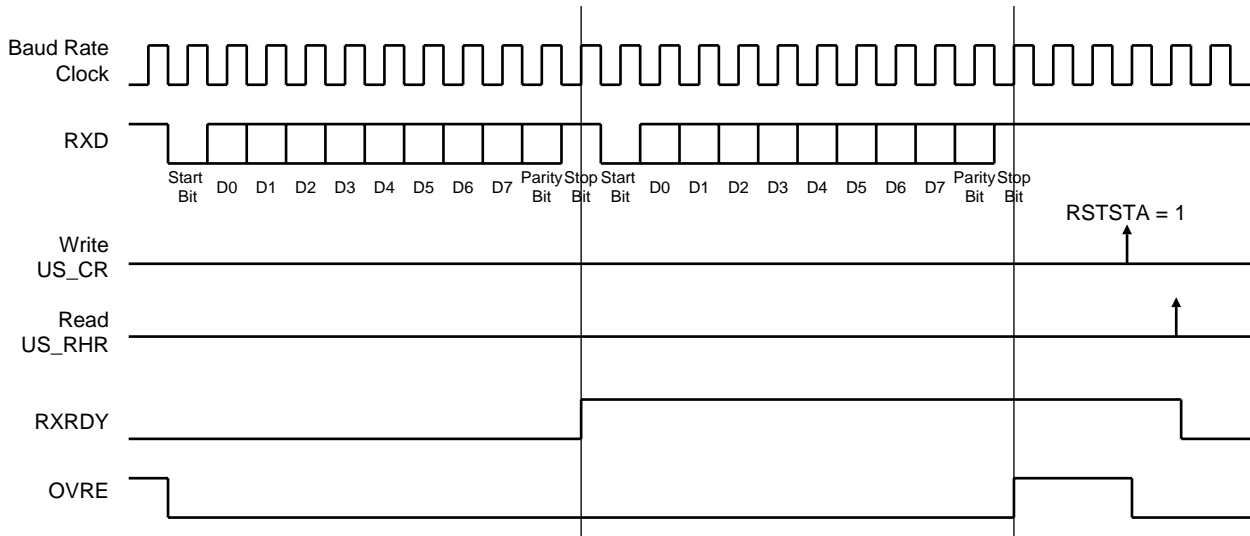 Baud Rate
Clock
RXD
Start D0 D1 D2 D3 D4 D5 D6 D7 Parity Stop Start D0 D1 D2 D3 D4 D5 D6 D7 Parity Stop
Bit Bit Bit Bit Bit Bit
RSTSTA = 1
Write
US_CR
Read
US_RHR
RXRDY
OVRE